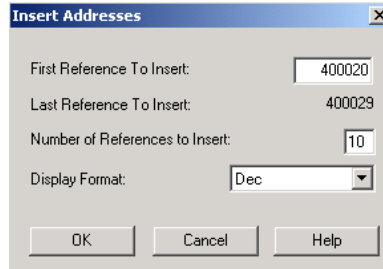 Insert Addresses
First Reference To Insert: 400020
Last Reference To Insert: 400029
Number of References to Insert: 10
Display Format: Dec
OK Cancel Help